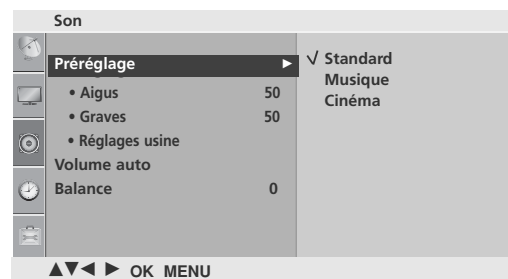 Son
Préréglage ►
√ Standard
Musique
Cinéma
• Aigus 50
• Graves 50
• Réglages usine
Volume auto
Balance 0
▲▼◄ ► OK MENU